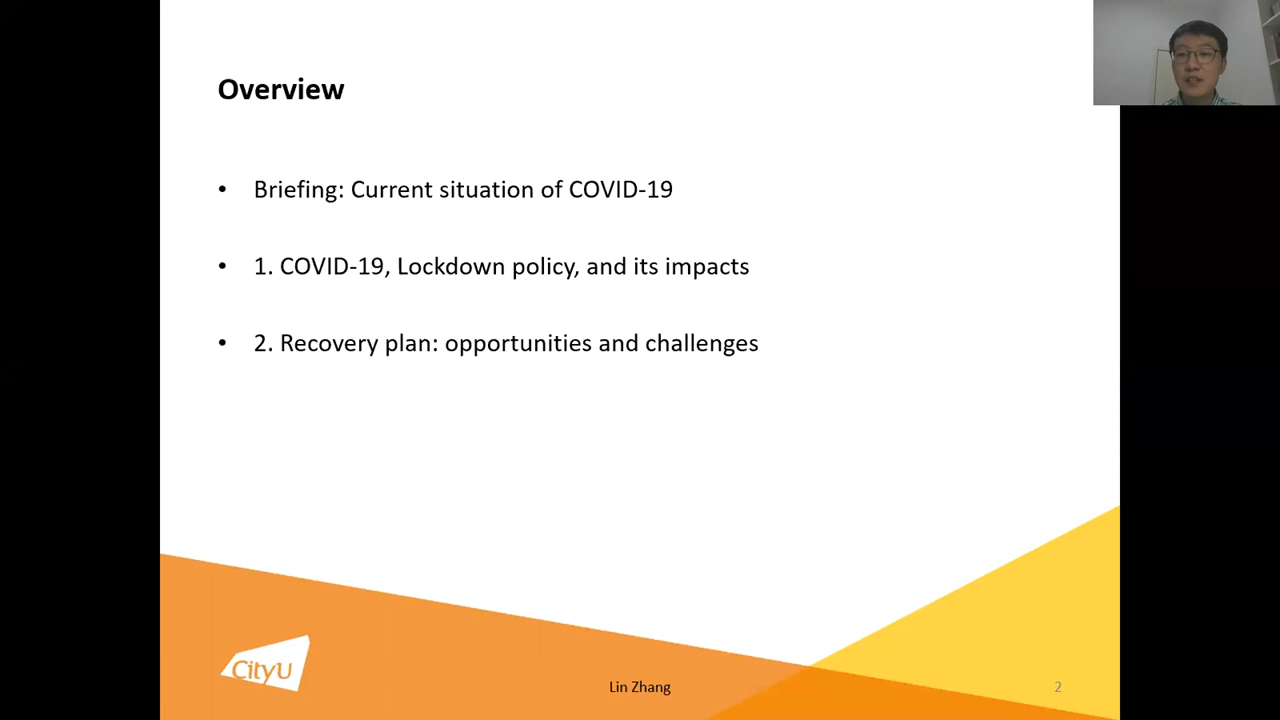 Overview
• Briefing: Current situation of COVID-19
• 1. COVID-19, Lockdown policy, and its impacts
• 2. Recovery plan: opportunities and challenges
CityU
Lin Zhang
2